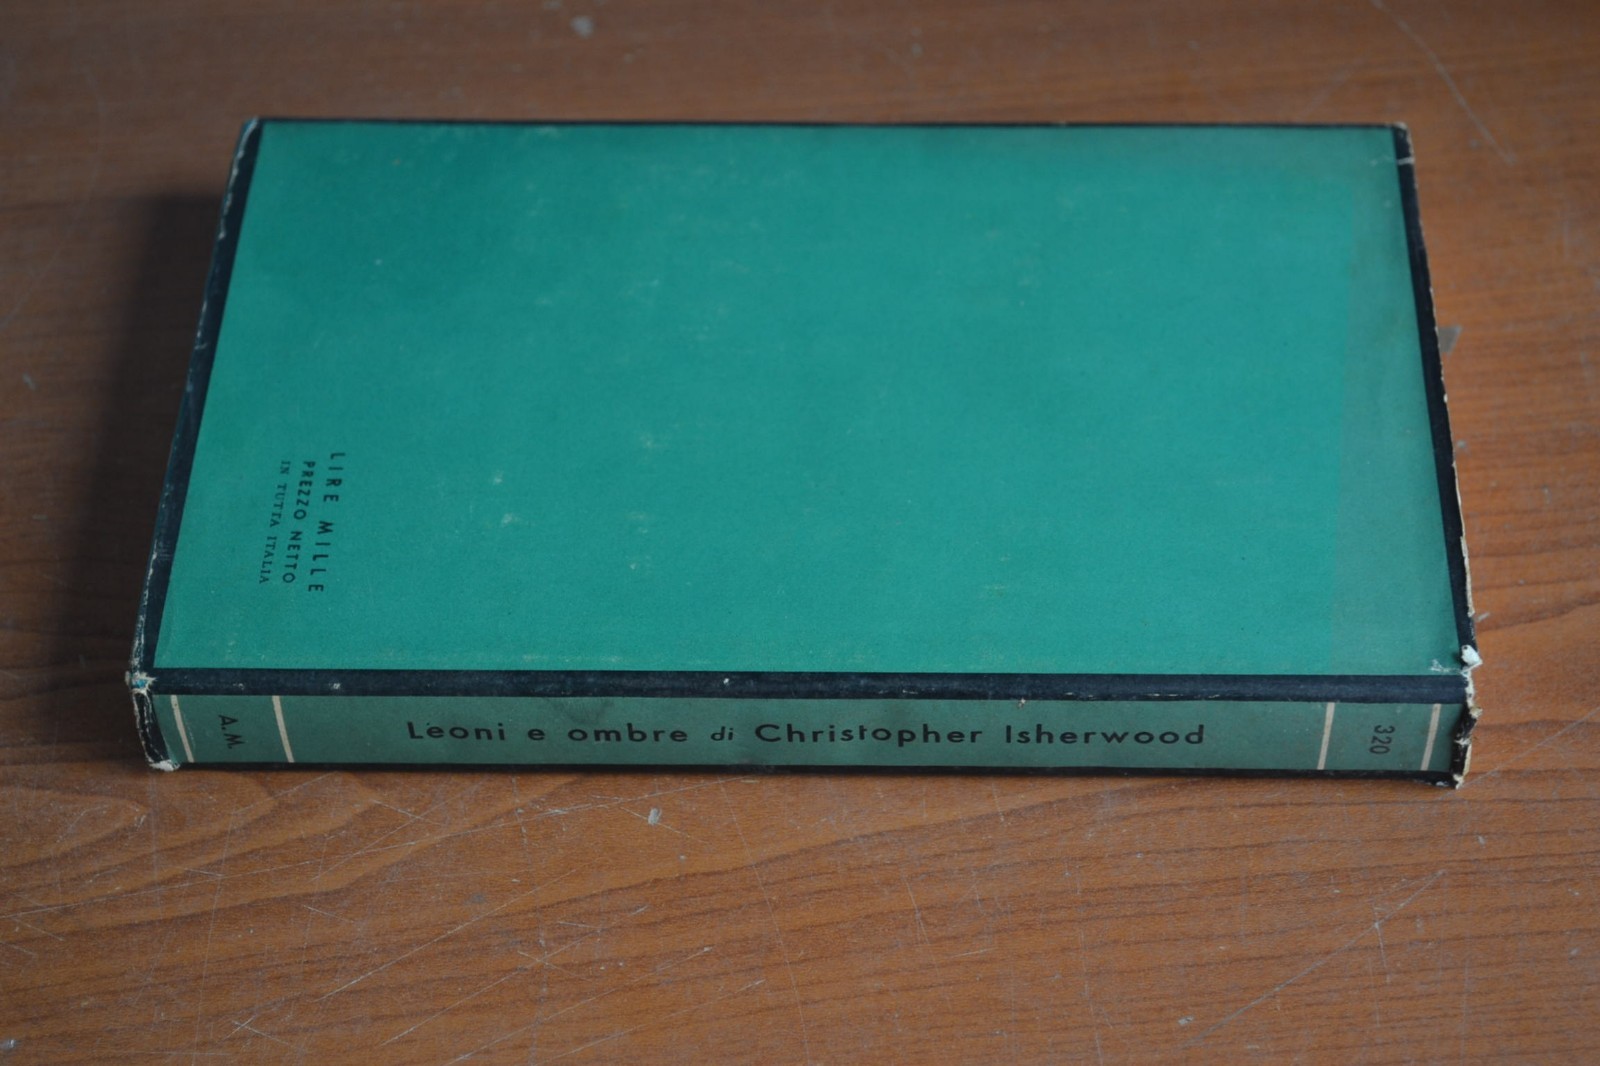 LIRE MILLE
PREZZO NETTO
IN TUTTA ITALIA
A.M.
Leoni e ombre di Christopher Isherwood
320